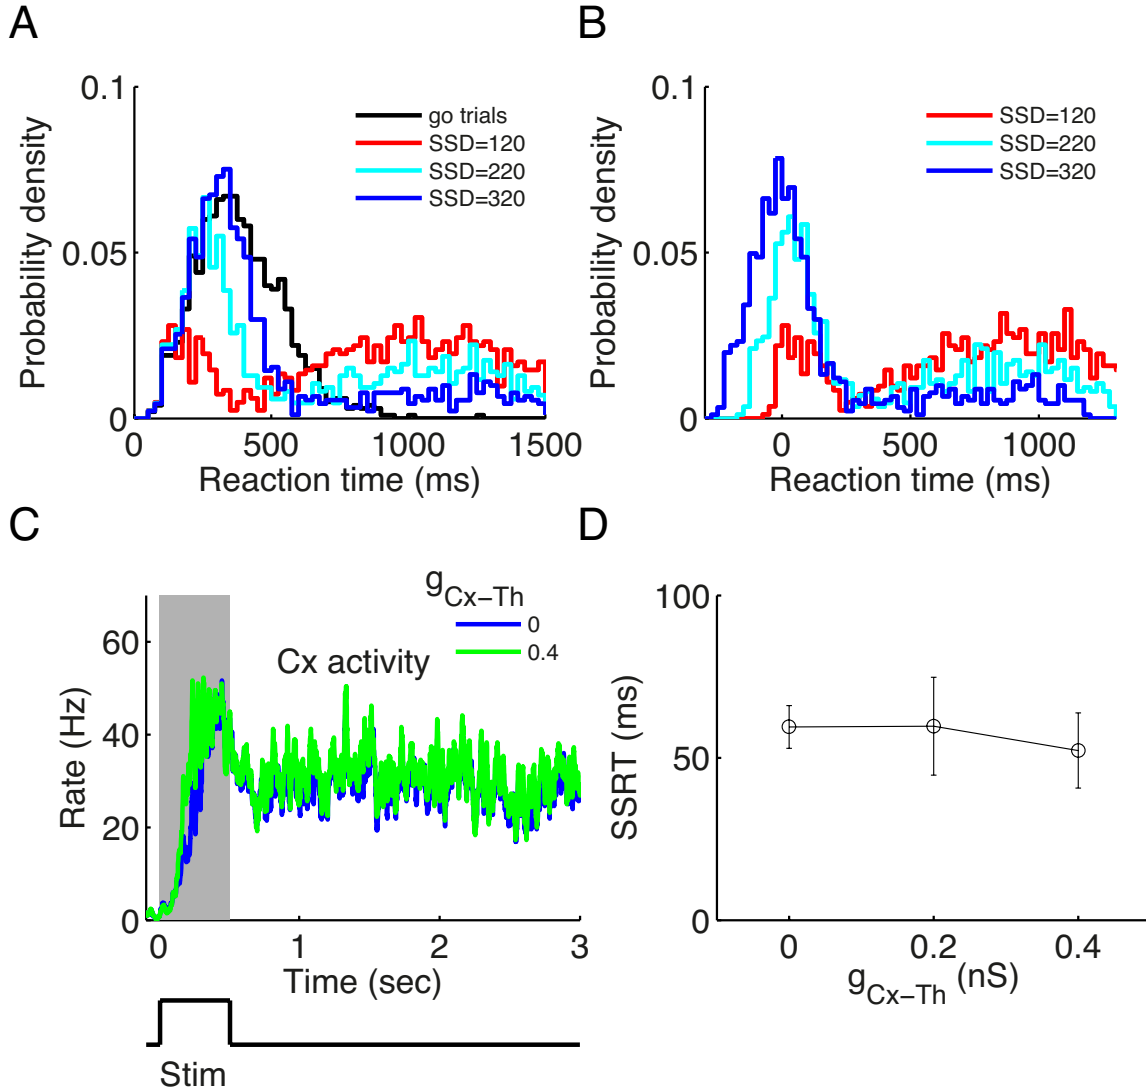 A
Probability density
0.1
0.05
0
go trials
SSD=120
SSD=220
SSD=320
0 500 1000 1500
Reaction time (ms)
B
Probability density
0.1
0.05
0
SSD=120
SSD=220
SSD=320
0 500 1000
Reaction time (ms)
C
Rate (Hz)
60
40
20
0
g_Cx−Th
0
0.4
Cx activity
0 1 2 3
Time (sec)
Stim
D
SSRT (ms)
100
50
0
0 0.2 0.4
g_Cx−Th (nS)